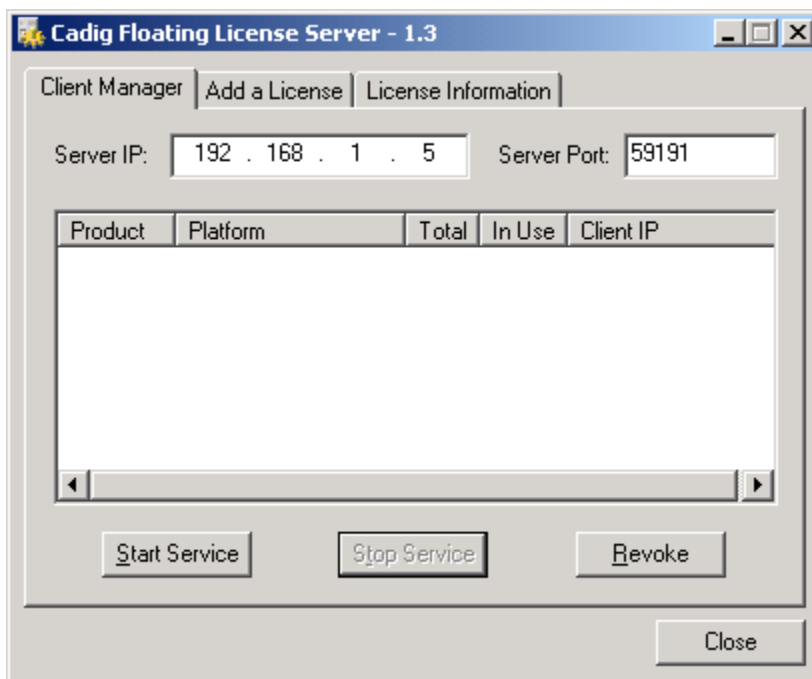 Cadig Floating License Server - 1.3
Client Manager Add a License License Information
Server IP: 192 . 168 . 1 . 5 Server Port: 59191
Product Platform Total In Use Client IP
Start Service Stop Service Revoke
Close